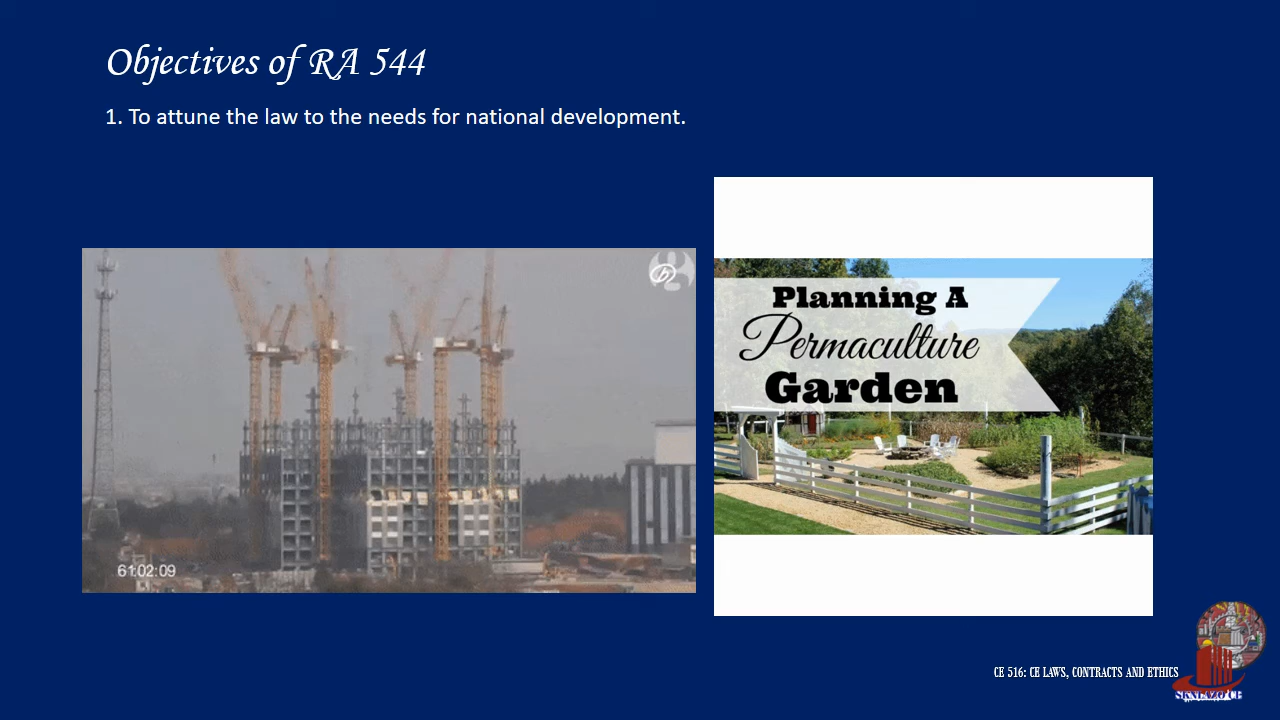 Objectives of RA 544
1. To attune the law to the needs for national development.
Planning A
Permaculture
Garden
61:02:09
CE 516: CE LAWS, CONTRACTS AND ETHICS